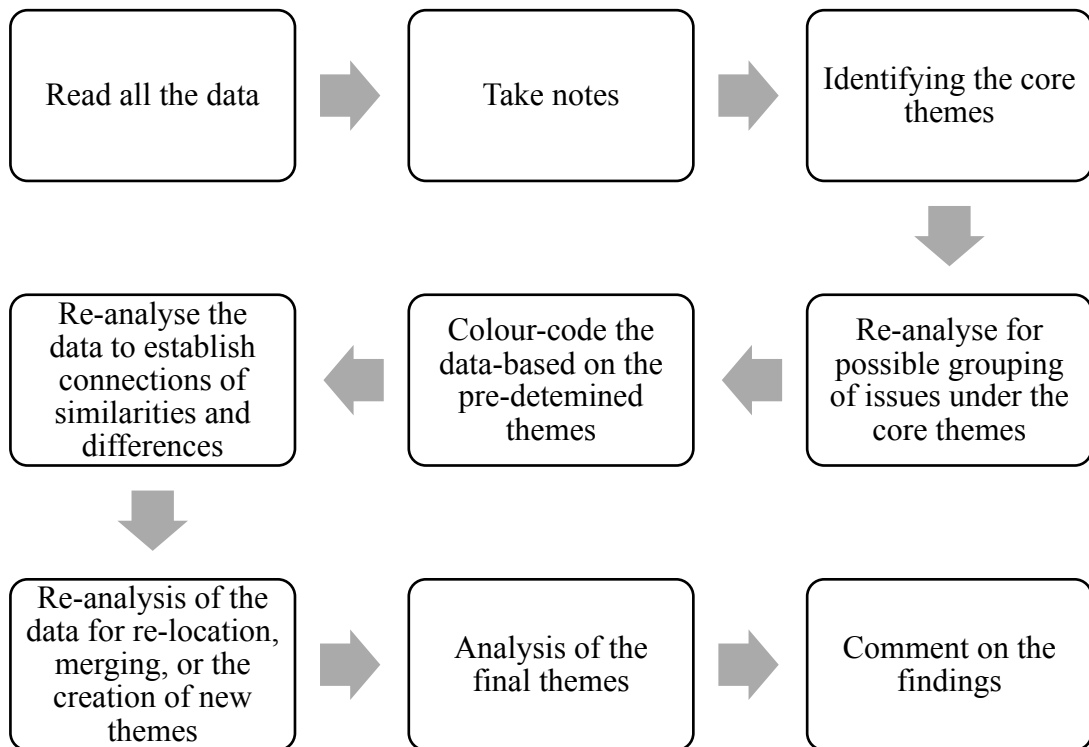 Read all the data
Take notes
Identifying the core
themes
Re-analyse for
possible grouping
of issues under the
core themes
Colour-code the
data-based on the
pre-detemined
themes
Re-analyse the
data to establish
connections of
similarities and
differences
Re-analysis of the
data for re-location,
merging, or the
creation of new
themes
Analysis of the
final themes
Comment on the
findings